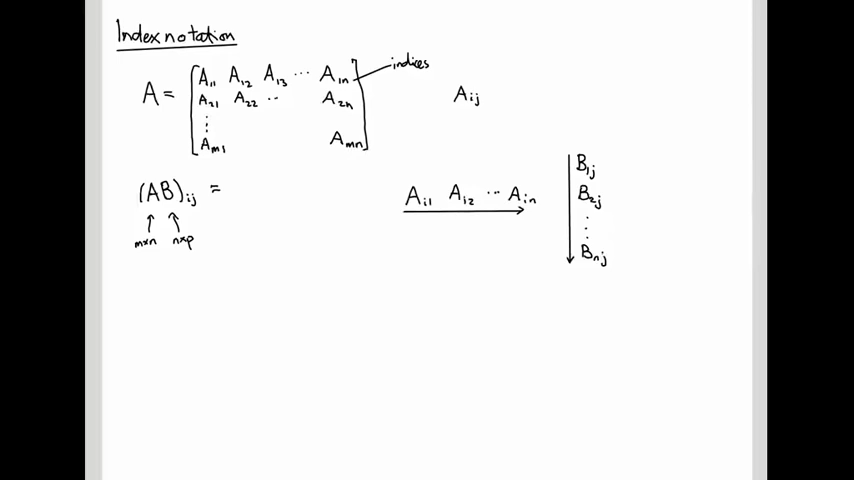 Index notation
A = [A₁₁ A₁₂ A₁₃ ⋯ A₁ₙ indices
A₂₁ A₂₂ ⋯ A₂ₙ Aᵢⱼ
⋮
Aₘ₁ Aₘₙ]
(AB)ᵢⱼ = Aᵢ₁ Aᵢ₂ ⋯ Aᵢₙ
↑ ↑
m×n n×p
B₁ⱼ
B₂ⱼ
⋮
Bₙⱼ